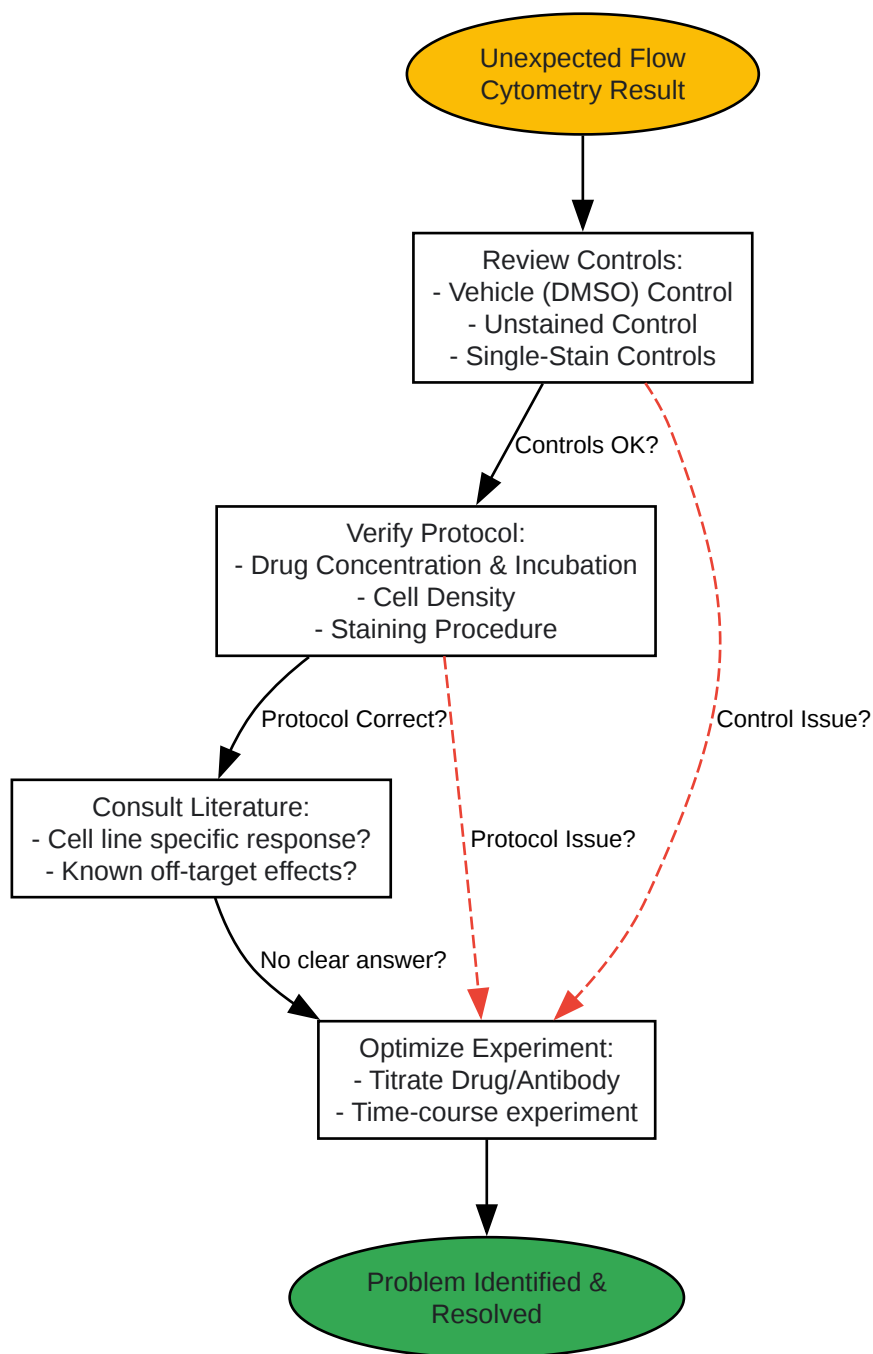 Unexpected Flow
Cytometry Result
Review Controls:
- Vehicle (DMSO) Control
- Unstained Control
- Single-Stain Controls
Controls OK?
Verify Protocol:
- Drug Concentration & Incubation
- Cell Density
- Staining Procedure
Protocol Correct?
Control Issue?
Consult Literature:
- Cell line specific response?
- Known off-target effects?
Protocol Issue?
No clear answer?
Optimize Experiment:
- Titrate Drug/Antibody
- Time-course experiment
Problem Identified &
Resolved